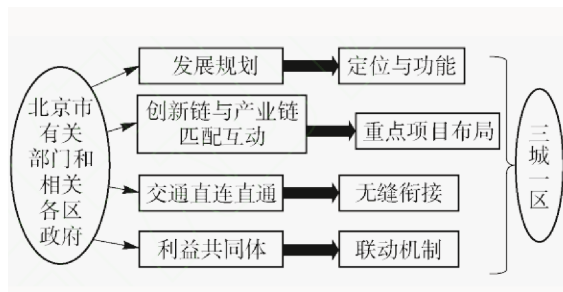 北京市
有关
部门和
相关
各区
政府
发展规划
定位与功能
创新链与产业链
匹配互动
重点项目布局
交通直连直通
无缝衔接
利益共同体
联动机制
三城一区